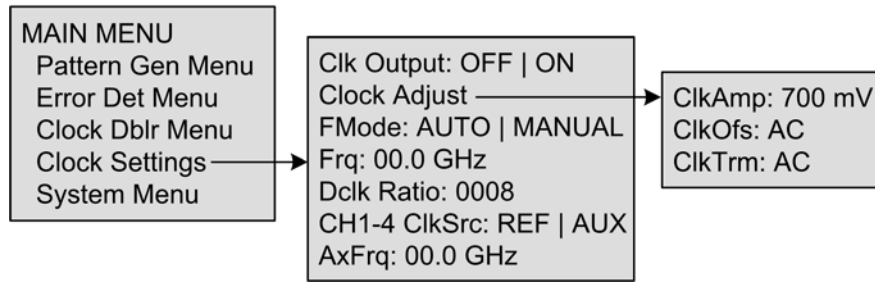 MAIN MENU
Pattern Gen Menu
Error Det Menu
Clock Dblr Menu
Clock Settings
System Menu
Clk Output: OFF | ON
Clock Adjust
FMode: AUTO | MANUAL
Frq: 00.0 GHz
Dclk Ratio: 0008
CH1-4 ClkSrc: REF | AUX
AxFrq: 00.0 GHz
ClkAmp: 700 mV
ClkOfs: AC
ClkTrm: AC